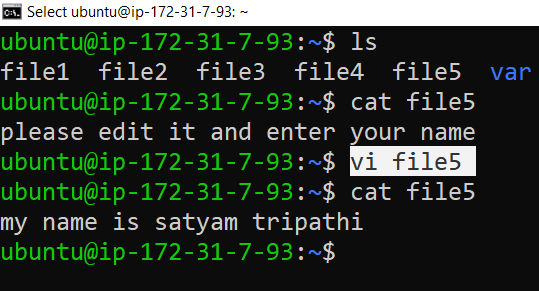 Select ubuntu@ip-172-31-7-93: ~
ubuntu@ip-172-31-7-93:~$ ls
file1  file2  file3  file4  file5  var
ubuntu@ip-172-31-7-93:~$ cat file5
please edit it and enter your name
ubuntu@ip-172-31-7-93:~$ vi file5
ubuntu@ip-172-31-7-93:~$ cat file5
my name is satyam tripathi
ubuntu@ip-172-31-7-93:~$